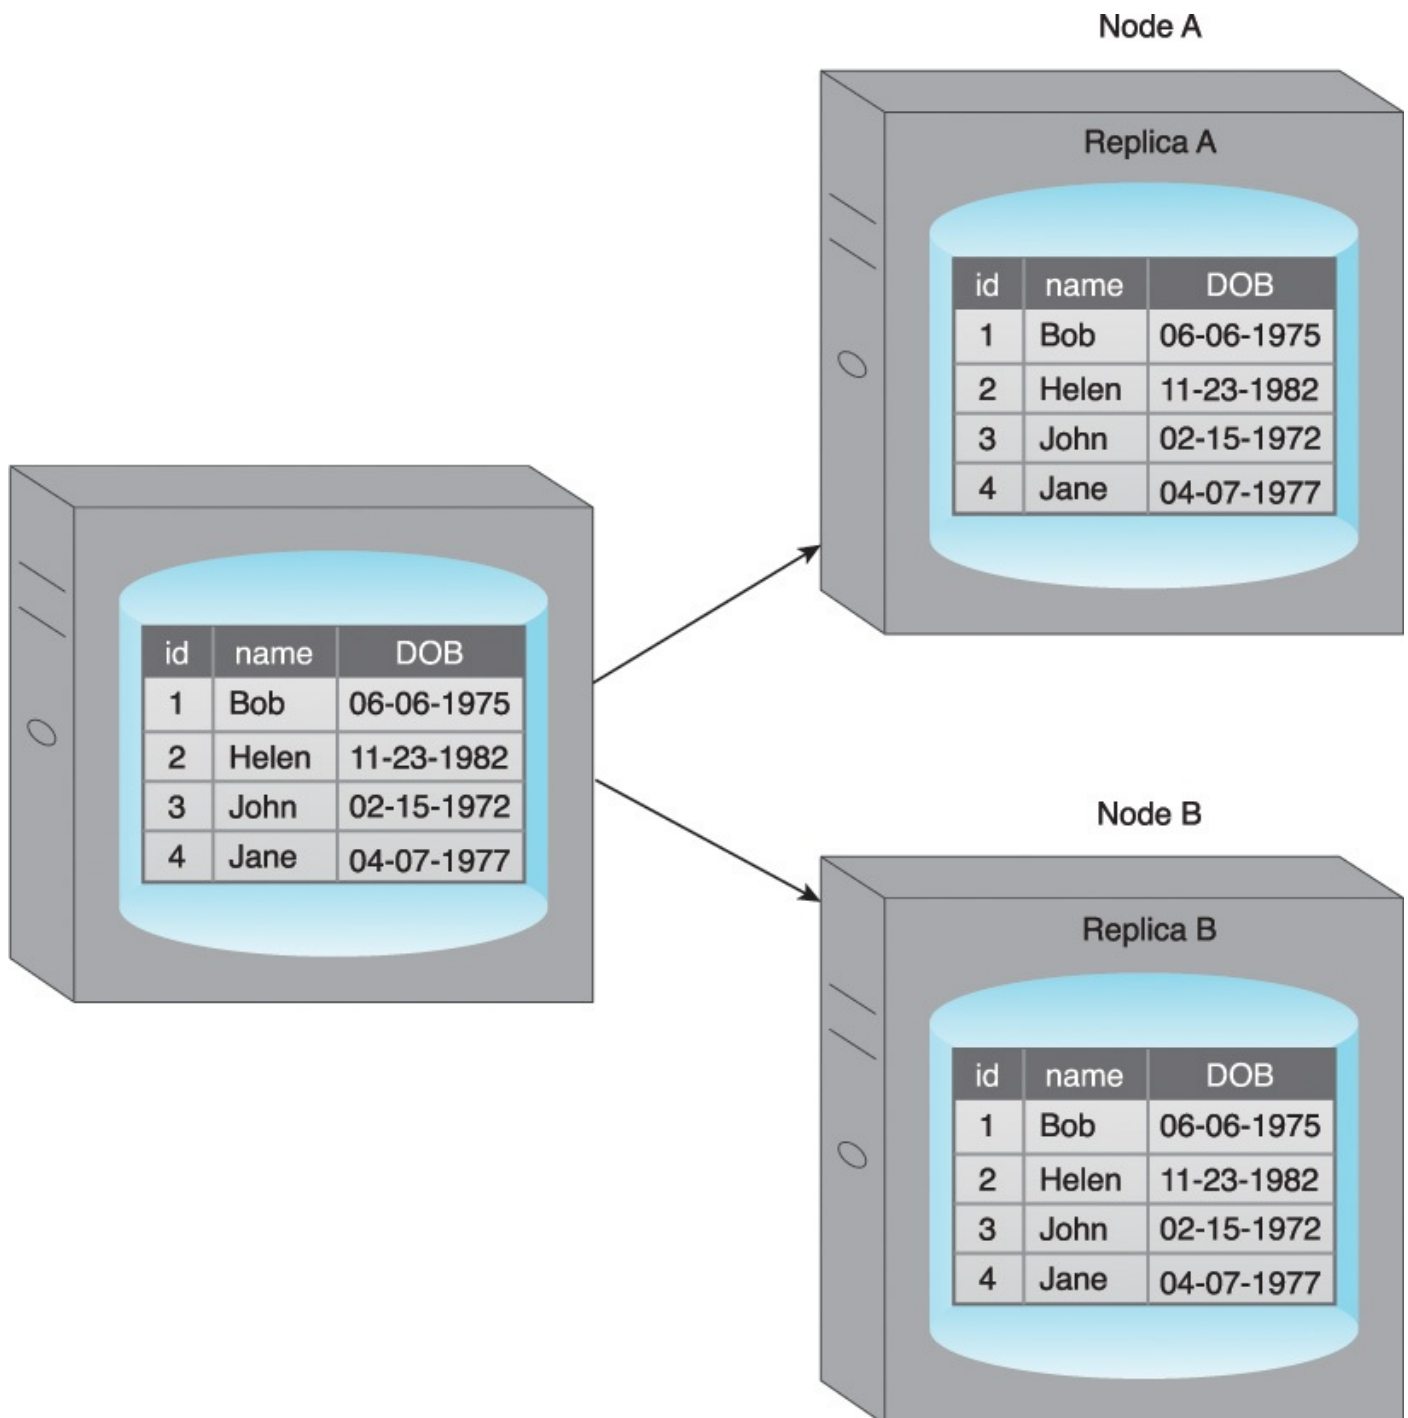 Node A
Replica A
id name DOB
1 Bob 06-06-1975
2 Helen 11-23-1982
3 John 02-15-1972
4 Jane 04-07-1977
id name DOB
1 Bob 06-06-1975
2 Helen 11-23-1982
3 John 02-15-1972
4 Jane 04-07-1977
Node B
Replica B
id name DOB
1 Bob 06-06-1975
2 Helen 11-23-1982
3 John 02-15-1972
4 Jane 04-07-1977